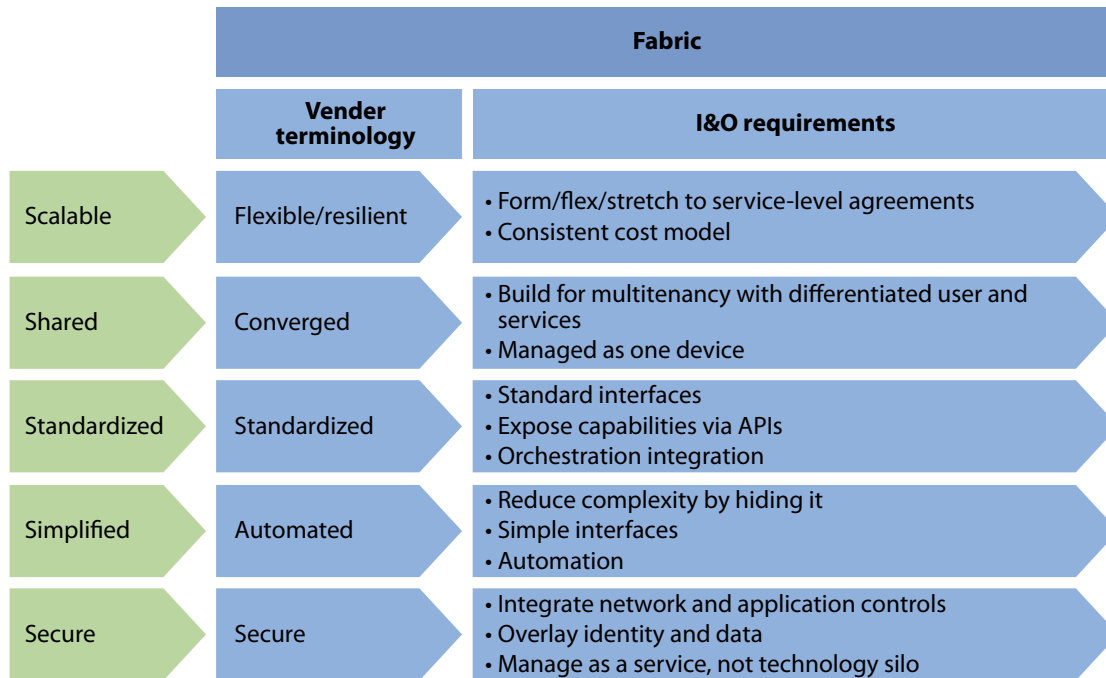 Fabric
Vender
terminology
I&O requirements
Scalable
Flexible/resilient
• Form/flex/stretch to service-level agreements
• Consistent cost model
Shared
Converged
• Build for multitenancy with differentiated user and
services
• Managed as one device
Standardized
Standardized
• Standard interfaces
• Expose capabilities via APIs
• Orchestration integration
Simplified
Automated
• Reduce complexity by hiding it
• Simple interfaces
• Automation
Secure
Secure
• Integrate network and application controls
• Overlay identity and data
• Manage as a service, not technology silo